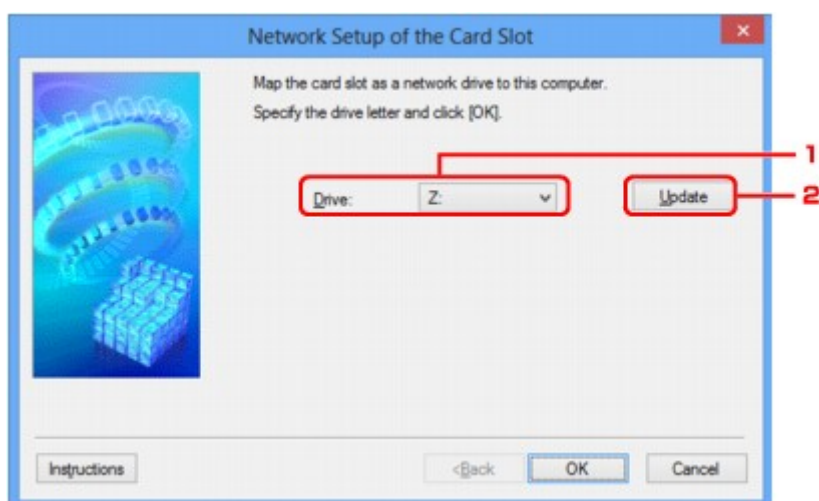 Network Setup of the Card Slot
Map the card slot as a network drive to this computer.
Specify the drive letter and click [OK].
1
Drive: Z: Update
2
Instructions <Back OK Cancel